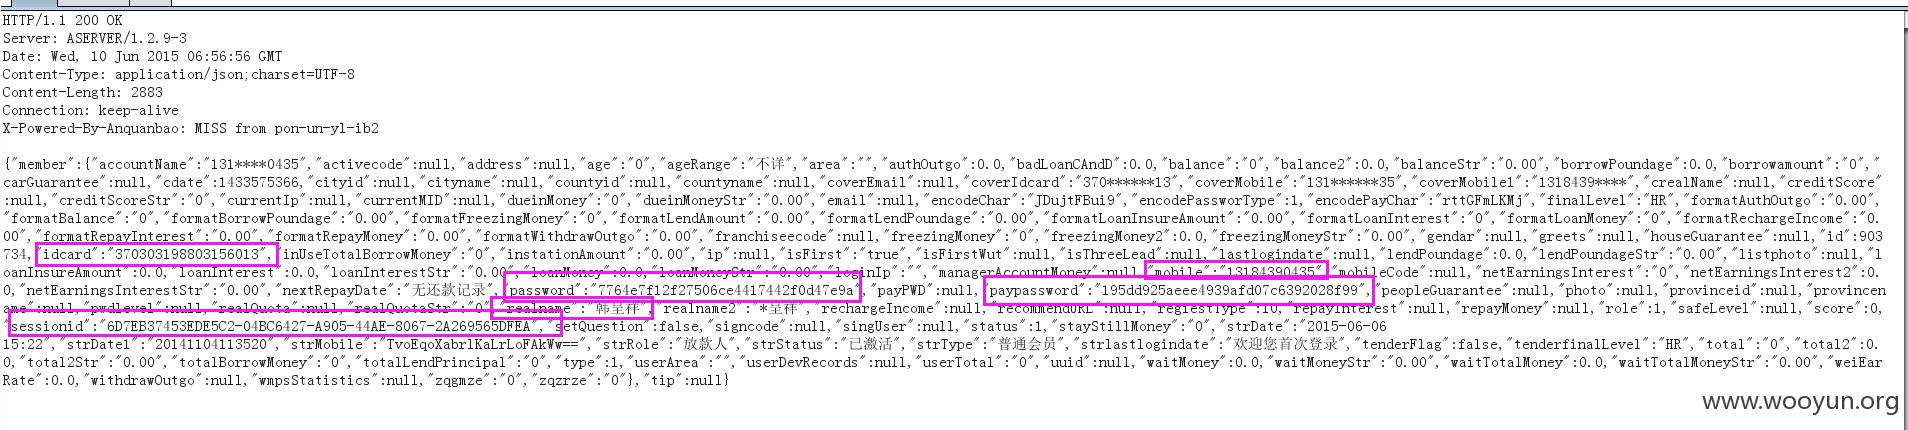 HTTP/1.1 200 OK
Server: ASERVER/1.2.9-3
Date: Wed, 10 Jun 2015 06:56:56 GMT
Content-Type: application/json;charset=UTF-8
Content-Length: 2883
Connection: keep-alive
X-Powered-By-Anquanbao: MISS from pon-un-yl-ib2
{"member":{"accountName":"131****0435","activecode":null,"address":null,"age":"0","ageRange":"不详","area":"","authOutgo":0.0,"badLoanCAndD":0.0,"balance":"0","balance2":0.0,"balanceStr":"0.00","borrowPoundage":0.0,"borrowamount":"0","
carGuarantee":null,"cdate":1433575366,"cityid":null,"cityname":null,"countyid":null,"countyname":null,"coverEmail":null,"coverIdcard":"370******13","coverMobile":"131******35","coverMobile1":"1318439****","crealName":null,"creditScore"
:null,"creditScoreStr":"0","currentIp":null,"currentMID":null,"dueinMoney":"0","dueinMoneyStr":"0.00","email":null,"encodeChar":"JDujtFBui9","encodePassworType":1,"encodePayChar":"rttGFmLKMj","finalLevel":"HR","formatAuthOutgo":"0.00",
"formatBalance":"0","formatBorrowPoundage":"0.00","formatFreezingMoney":"0","formatLendAmount":"0.00","formatLendPoundage":"0.00","formatLoanInsureAmount":"0.00","formatLoanInterest":"0","formatLoanMoney":"0","formatRechargeIncome":"0.
00","formatRepayInterest":"0.00","formatRepayMoney":"0.00","formatWithdrawOutgo":"0.00","franchiseecode":null,"freezingMoney":"0","freezingMoney2":0.0,"freezingMoneyStr":"0.00","gendar":null,"greets":null,"houseGuarantee":null,"id":903
734,"idcard":"370303198803156013","inUseTotalBorrowMoney":"0","instationAmount":"0.00","ip":null,"isFirst":"true","isFirstWut":null,"isThreeLead":null,"lastlogindate":null,"lendPoundage":0.0,"lendPoundageStr":"0.00","listphoto":null,"l
oanInsureAmount":0.0,"loanInterest":0.0,"loanInterestStr":"0.00","loanMoney":0.0,"loanMoneyStr":"0.00","loginIp":"","managerAccountMoney":null,"mobile":"13184390435","mobileCode":null,"netEarningsInterest":"0","netEarningsInterest2":0.
0,"netEarningsInterestStr":"0.00","nextRepayDate":"无还款记录","password":"7764e7f12f27506ce4417442f0d47e9a","payPWD":null,"paypassword":"195dd925aeee4939afd07c6392028f99","peopleGuarantee":null,"photo":null,"provinceid":null,"provincen
ame":null,"pwdlevel":null,"realQuota":null,"realQuotaStr":"0","realname":"韩呈祥","realname2":"*呈祥","rechargeIncome":null,"recommendURL":null,"registType":10,"repayInterest":null,"repayMoney":null,"role":1,"safeLevel":null,"score":0,
"sessionid":"6D7EB37453EDE5C2-04BC6427-A905-44AE-8067-2A269565DFEA","setQuestion":false,"signcode":null,"singUser":null,"status":1,"stayStillMoney":"0","strDate":"2015-06-06
15:22","strDate1":"20141104113520","strMobile":"TvoEqoXabrlKaLrLoFAkWw==","strRole":"放款人","strStatus":"已激活","strType":"普通会员","strlastlogindate":"欢迎您首次登录","tenderFlag":false,"tenderfinalLevel":"HR","total":"0","total2":0.
0,"total2Str":"0.00","totalBorrowMoney":"0","totalLendPrincipal":"0","type":1,"userArea":"","userDevRecords":null,"userTotal":"0","uuid":null,"waitMoney":0.0,"waitMoneyStr":"0.00","waitTotalMoney":0.0,"waitTotalMoneyStr":"0.00","weiEar
Rate":0.0,"withdrawOutgo":null,"wmpsStatistics":null,"zqgmze":"0","zqzrze":"0"},"tip":null}
www.wooyun.org